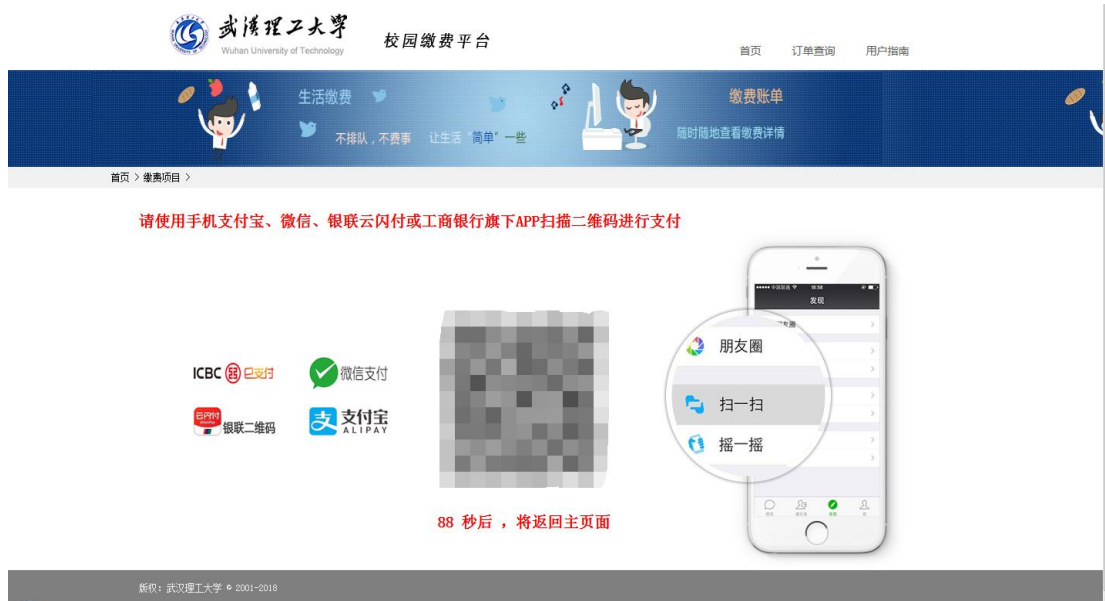 武汉理工大学
Wuhan University of Technology
校园缴费平台
首页 订单查询 用户指南
生活缴费
不排队，不费事 让生活“简单”一些
缴费账单
随时随地查看缴费详情
首页 > 缴费项目 >
请使用手机支付宝、微信、银联云闪付或工商银行旗下APP扫描二维码进行支付
中国联通
发现
朋友圈
扫一扫
摇一摇
ICBC e支付
微信支付
云闪付
银联二维码
支 支付宝
ALIPAY
88 秒后 ，将返回主页面
版权：武汉理工大学 © 2001-2018